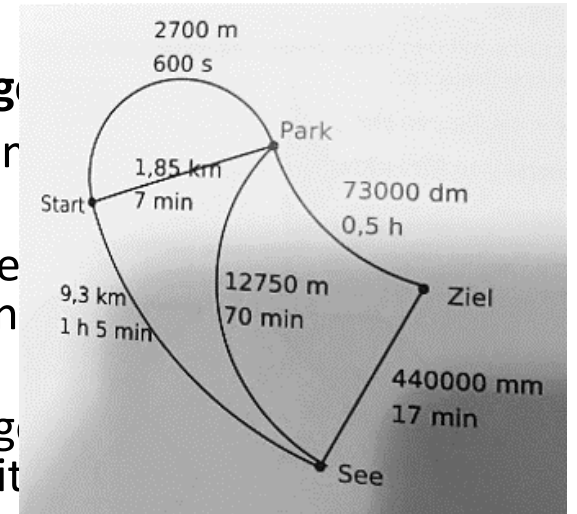 2700 m
600 s
Park
1,85 km
7 min
Start
73000 dm
0,5 h
12750 m
70 min
9,3 km
1 h 5 min
Ziel
440000 mm
17 min
See